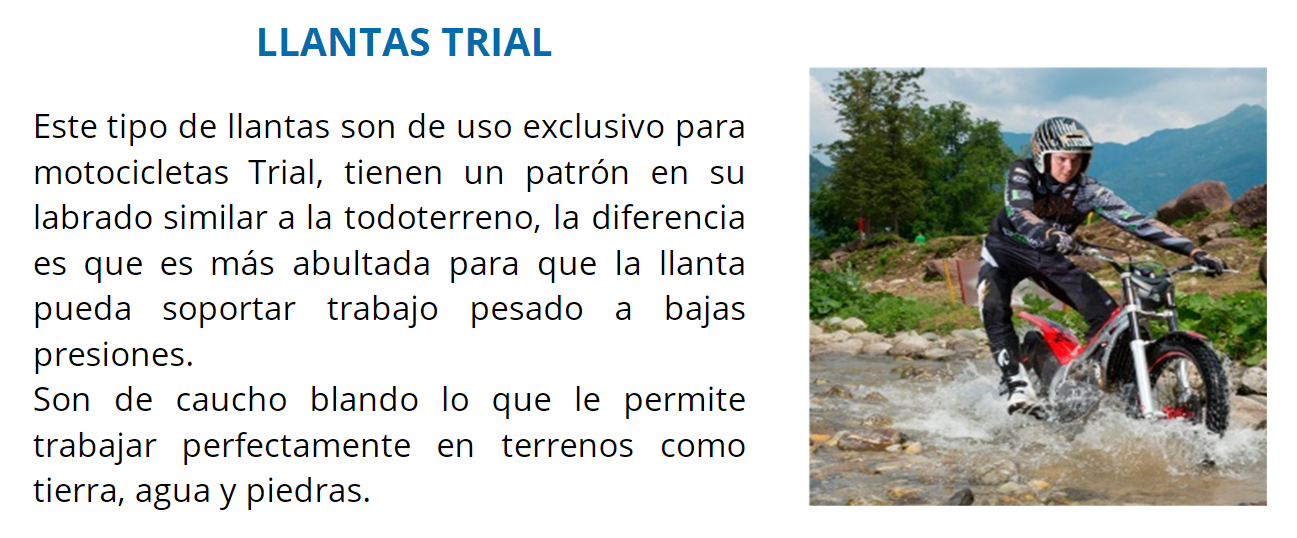 LLANTAS TRIAL
Este tipo de llantas son de uso exclusivo para
motocicletas Trial, tienen un patrón en su
labrado similar a la todoterreno, la diferencia
es que es más abultada para que la llanta
pueda soportar trabajo pesado a bajas
presiones.
Son de caucho blando lo que le permite
trabajar perfectamente en terrenos como
tierra, agua y piedras.